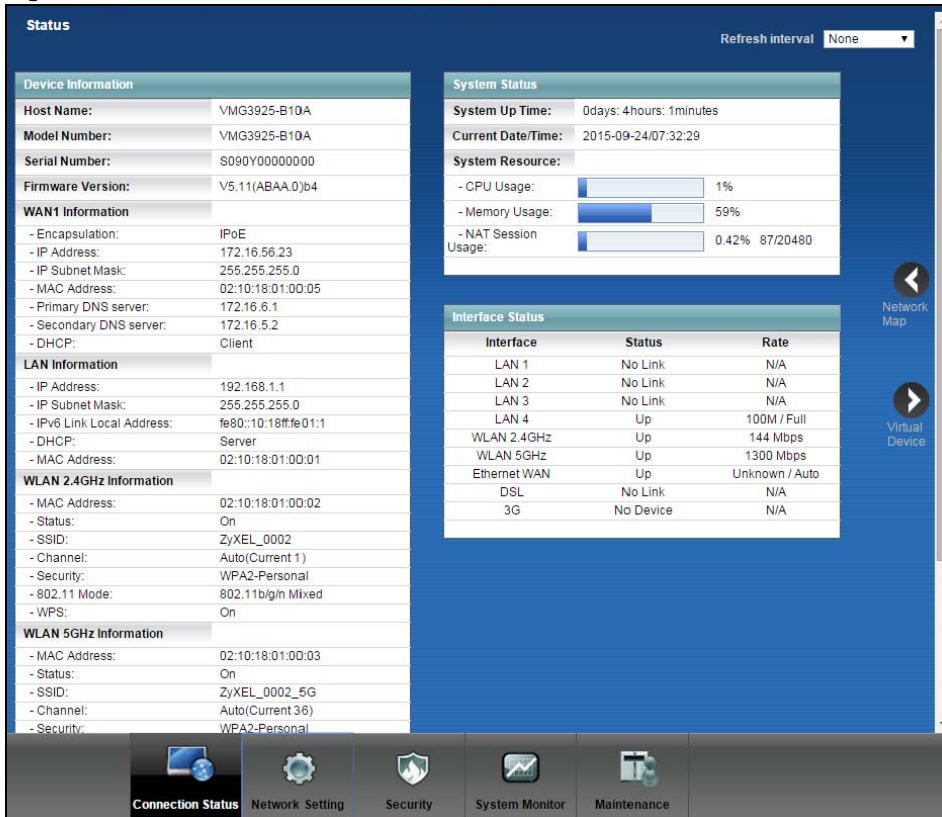 Status
Refresh interval None
Device Information
Host Name: VMG3925-B10A
Model Number: VMG3925-B10A
Serial Number: S090Y00000000
Firmware Version: V5.11(ABAA.0)b4
WAN1 Information
- Encapsulation: IPoE
- IP Address: 172.16.56.23
- IP Subnet Mask: 255.255.255.0
- MAC Address: 02:10:18:01:00:05
- Primary DNS server: 172.16.6.1
- Secondary DNS server: 172.16.5.2
- DHCP: Client
LAN Information
- IP Address: 192.168.1.1
- IP Subnet Mask: 255.255.255.0
- IPv6 Link Local Address: fe80::10:18ff:fe01:1
- DHCP: Server
- MAC Address: 02:10:18:01:00:01
WLAN 2.4GHz Information
- MAC Address: 02:10:18:01:00:02
- Status: On
- SSID: ZyXEL_0002
- Channel: Auto(Current 1)
- Security: WPA2-Personal
- 802.11 Mode: 802.11b/g/n Mixed
- WPS: On
WLAN 5GHz Information
- MAC Address: 02:10:18:01:00:03
- Status: On
- SSID: ZyXEL_0002_5G
- Channel: Auto(Current 36)
- Security: WPA2-Personal
System Status
System Up Time: 0days: 4hours: 1minutes
Current Date/Time: 2015-09-24/07:32:29
System Resource:
- CPU Usage: 1%
- Memory Usage: 59%
- NAT Session Usage: 0.42% 87/20480
Interface Status
Interface Status Rate
LAN 1 No Link N/A
LAN 2 No Link N/A
LAN 3 No Link N/A
LAN 4 Up 100M / Full
WLAN 2.4GHz Up 144 Mbps
WLAN 5GHz Up 1300 Mbps
Ethernet WAN Up Unknown / Auto
DSL No Link N/A
3G No Device N/A
Network
Map
Virtual
Device
Connection Status Network Setting Security System Monitor Maintenance